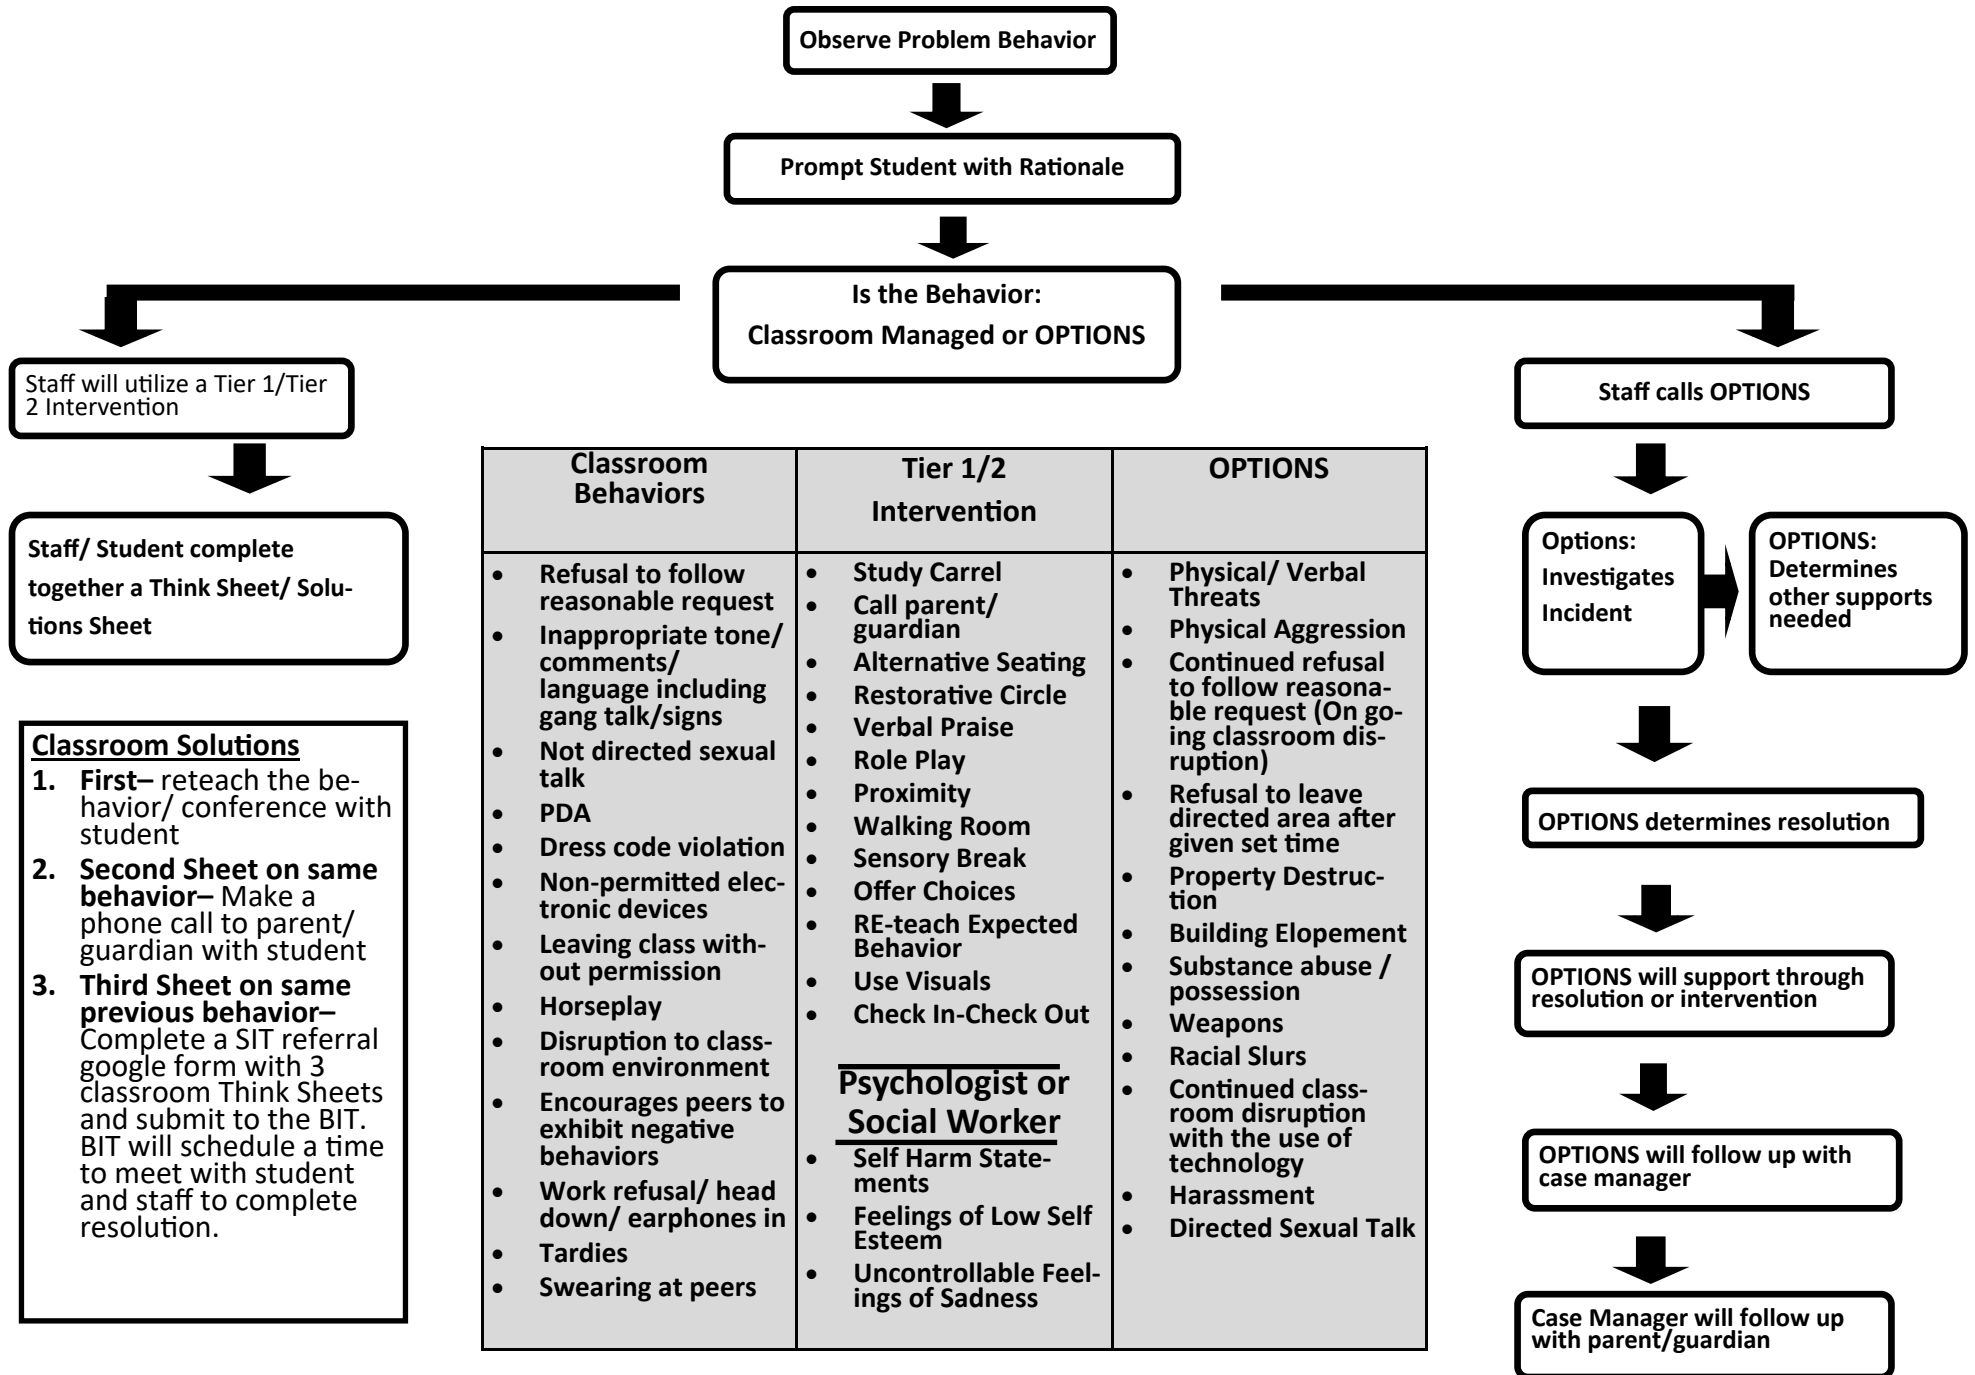 Observe Problem Behavior
Prompt Student with Rationale
Is the Behavior:
Classroom Managed or OPTIONS
Staff will utilize a Tier 1/Tier
2 Intervention
Staff/ Student complete
together a Think Sheet/ Solu-
tions Sheet
Classroom Solutions
1. First– reteach the be-
havior/ conference with
student
2. Second Sheet on same
behavior– Make a
phone call to parent/
guardian with student
3. Third Sheet on same
previous behavior–
Complete a SIT referral
google form with 3
classroom Think Sheets
and submit to the BIT.
BIT will schedule a time
to meet with student
and staff to complete
resolution.
Classroom
Behaviors
• Refusal to follow
reasonable request
• Inappropriate tone/
comments/
language including
gang talk/signs
• Not directed sexual
talk
• PDA
• Dress code violation
• Non-permitted elec-
tronic devices
• Leaving class with-
out permission
• Horseplay
• Disruption to class-
room environment
• Encourages peers to
exhibit negative
behaviors
• Work refusal/ head
down/ earphones in
• Tardies
• Swearing at peers
Tier 1/2
Intervention
• Study Carrel
• Call parent/
guardian
• Alternative Seating
• Restorative Circle
• Verbal Praise
• Role Play
• Proximity
• Walking Room
• Sensory Break
• Offer Choices
• RE-teach Expected
Behavior
• Use Visuals
• Check In-Check Out
Psychologist or
Social Worker
• Self Harm State-
ments
• Feelings of Low Self
Esteem
• Uncontrollable Feel-
ings of Sadness
OPTIONS
• Physical/ Verbal
Threats
• Physical Aggression
• Continued refusal
to follow reasona-
ble request (On go-
ing classroom dis-
ruption)
• Refusal to leave
directed area after
given set time
• Property Destruc-
tion
• Building Elopement
• Substance abuse /
possession
• Weapons
• Racial Slurs
• Continued class-
room disruption
with the use of
technology
• Harassment
• Directed Sexual Talk
Staff calls OPTIONS
Options:
Investigates
Incident
OPTIONS:
Determines
other supports
needed
OPTIONS determines resolution
OPTIONS will support through
resolution or intervention
OPTIONS will follow up with
case manager
Case Manager will follow up
with parent/guardian